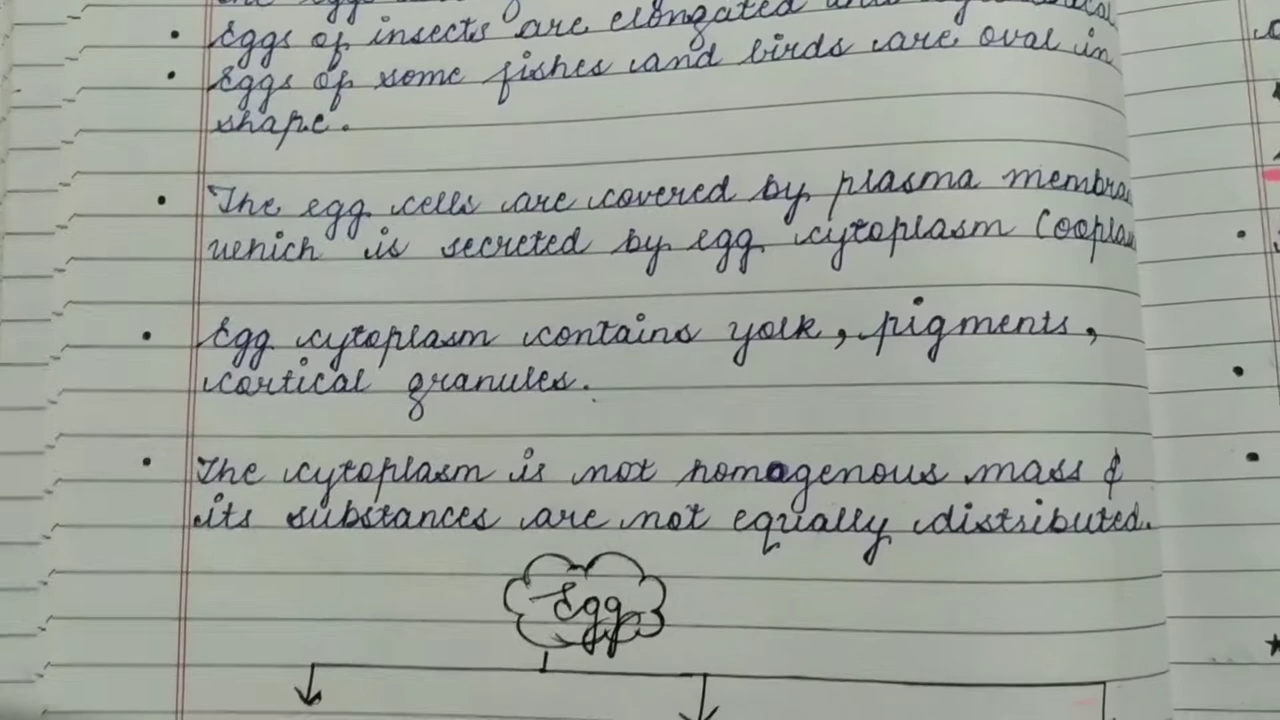 Eggs of insects are elongated
Eggs of some fishes and birds are oval in
shape.
The egg cells are covered by plasma membra
which is secreted by egg cytoplasm (oopla
Egg cytoplasm contains yolk, pigments,
cortical granules.
The cytoplasm is not homogenous mass &
its substances are not equally distributed.
Egg